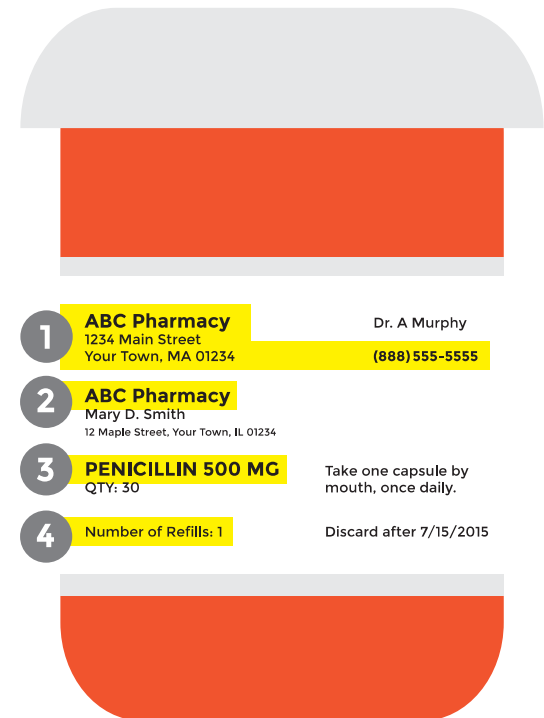 1 ABC Pharmacy
1234 Main Street
Your Town, MA 01234
Dr. A Murphy
(888) 555-5555
2 ABC Pharmacy
Mary D. Smith
12 Maple Street, Your Town, IL 01234
3 PENICILLIN 500 MG
QTY: 30
Take one capsule by
mouth, once daily.
4 Number of Refills: 1
Discard after 7/15/2015